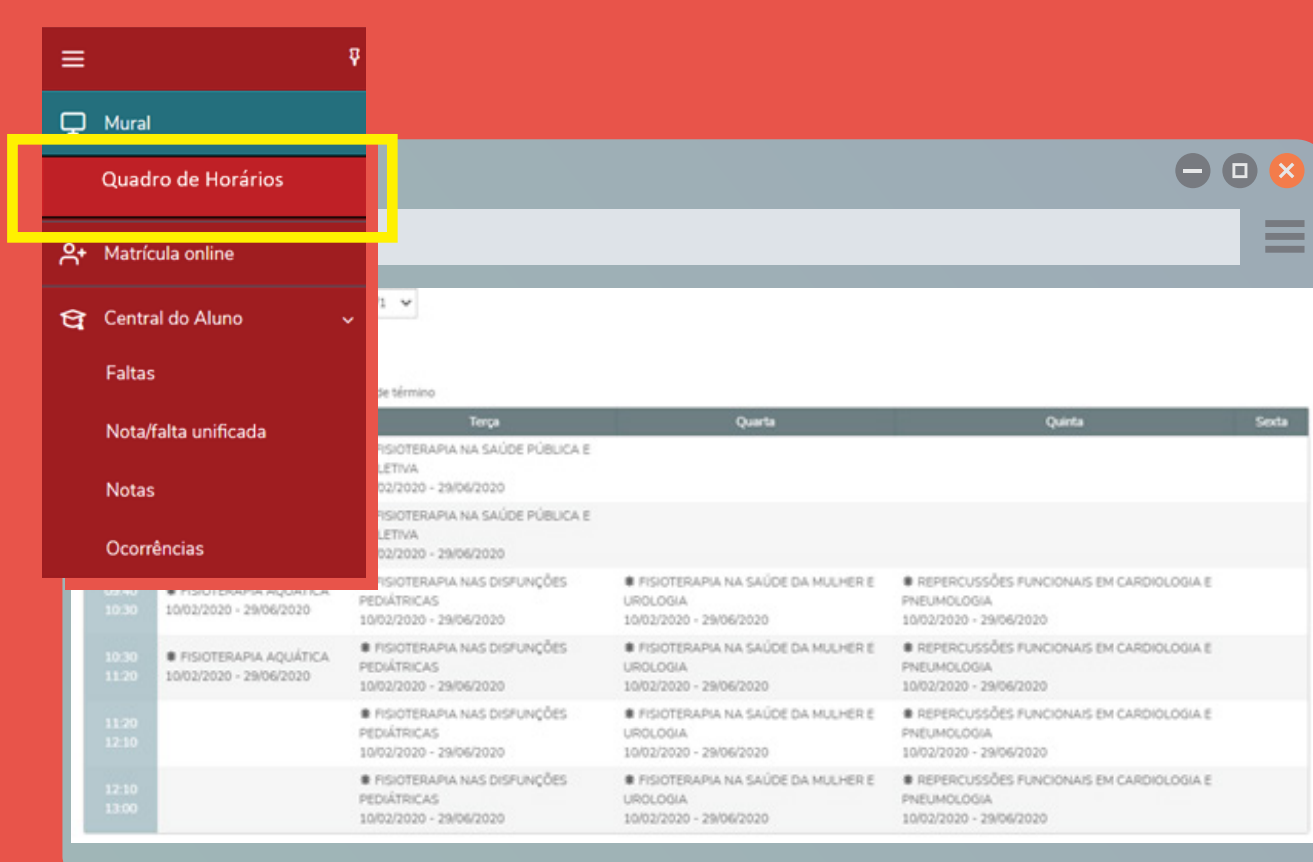 Mural
Quadro de Horários
Matrícula online
Central do Aluno
Faltas
Nota/falta unificada
Notas
Ocorrências
/1
de término
Terça Quarta Quinta Sexta
FISIOTERAPIA NA SAÚDE PÚBLICA E
LETIVA
02/2020 - 29/06/2020
FISIOTERAPIA NA SAÚDE PÚBLICA E
LETIVA
02/2020 - 29/06/2020
09:40
10:30
FISIOTERAPIA AQUÁTICA
10/02/2020 - 29/06/2020
FISIOTERAPIA NAS DISFUNÇÕES
PEDIÁTRICAS
10/02/2020 - 29/06/2020
FISIOTERAPIA NA SAÚDE DA MULHER E
UROLOGIA
10/02/2020 - 29/06/2020
REPERCUSSÕES FUNCIONAIS EM CARDIOLOGIA E
PNEUMOLOGIA
10/02/2020 - 29/06/2020
10:30
11:20
FISIOTERAPIA AQUÁTICA
10/02/2020 - 29/06/2020
FISIOTERAPIA NAS DISFUNÇÕES
PEDIÁTRICAS
10/02/2020 - 29/06/2020
FISIOTERAPIA NA SAÚDE DA MULHER E
UROLOGIA
10/02/2020 - 29/06/2020
REPERCUSSÕES FUNCIONAIS EM CARDIOLOGIA E
PNEUMOLOGIA
10/02/2020 - 29/06/2020
11:20
12:10
FISIOTERAPIA NAS DISFUNÇÕES
PEDIÁTRICAS
10/02/2020 - 29/06/2020
FISIOTERAPIA NA SAÚDE DA MULHER E
UROLOGIA
10/02/2020 - 29/06/2020
REPERCUSSÕES FUNCIONAIS EM CARDIOLOGIA E
PNEUMOLOGIA
10/02/2020 - 29/06/2020
12:10
13:00
FISIOTERAPIA NAS DISFUNÇÕES
PEDIÁTRICAS
10/02/2020 - 29/06/2020
FISIOTERAPIA NA SAÚDE DA MULHER E
UROLOGIA
10/02/2020 - 29/06/2020
REPERCUSSÕES FUNCIONAIS EM CARDIOLOGIA E
PNEUMOLOGIA
10/02/2020 - 29/06/2020